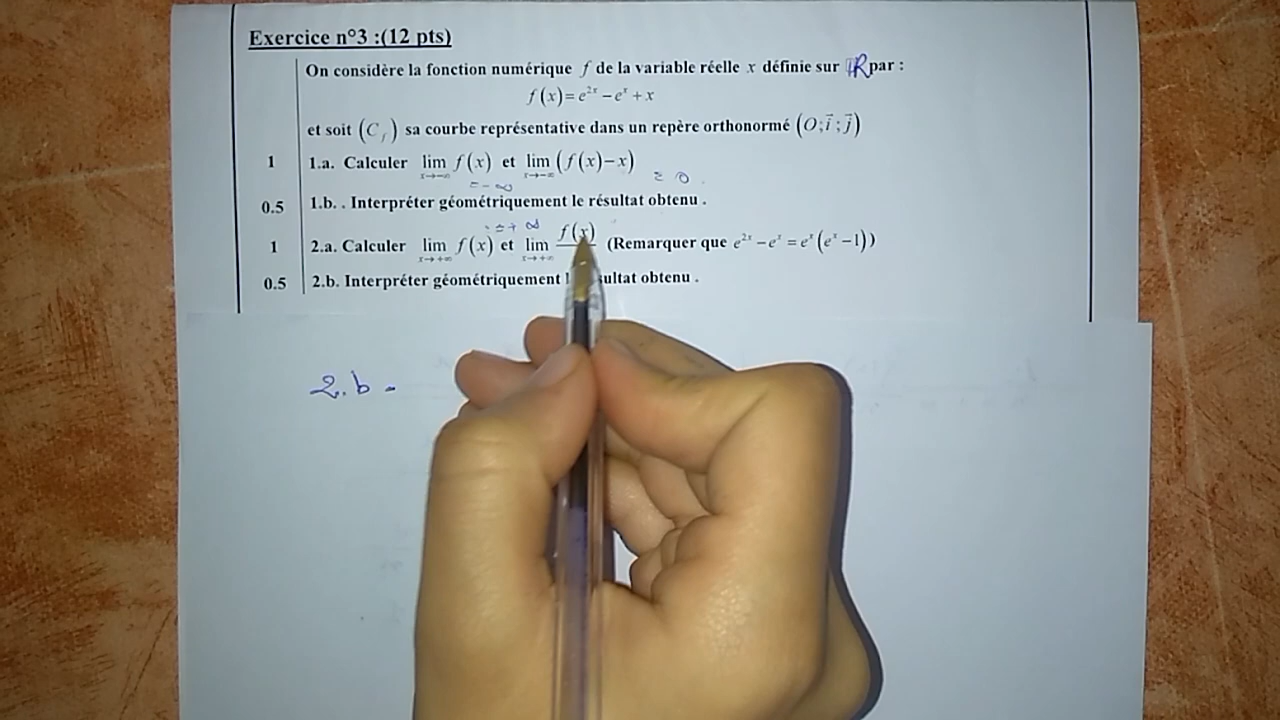 Exercice n°3 :(12 pts)
On considère la fonction numérique f de la variable réelle x définie sur ℝ par :
f(x)=e^{2x} − e^x + x
et soit (C_f) sa courbe représentative dans un repère orthonormé (O;i⃗;j⃗)
1 1.a. Calculer lim_{x→−∞} f(x) et lim_{x→−∞} (f(x)−x)
= −∞ = 0
0.5 1.b. . Interpréter géométriquement le résultat obtenu .
= +∞
1 2.a. Calculer lim_{x→+∞} f(x) et lim_{x→+∞} f(x) (Remarquer que e^{2x} − e^x = e^x(e^x −1))
0.5 2.b. Interpréter géométriquement obtenu .
2.b -